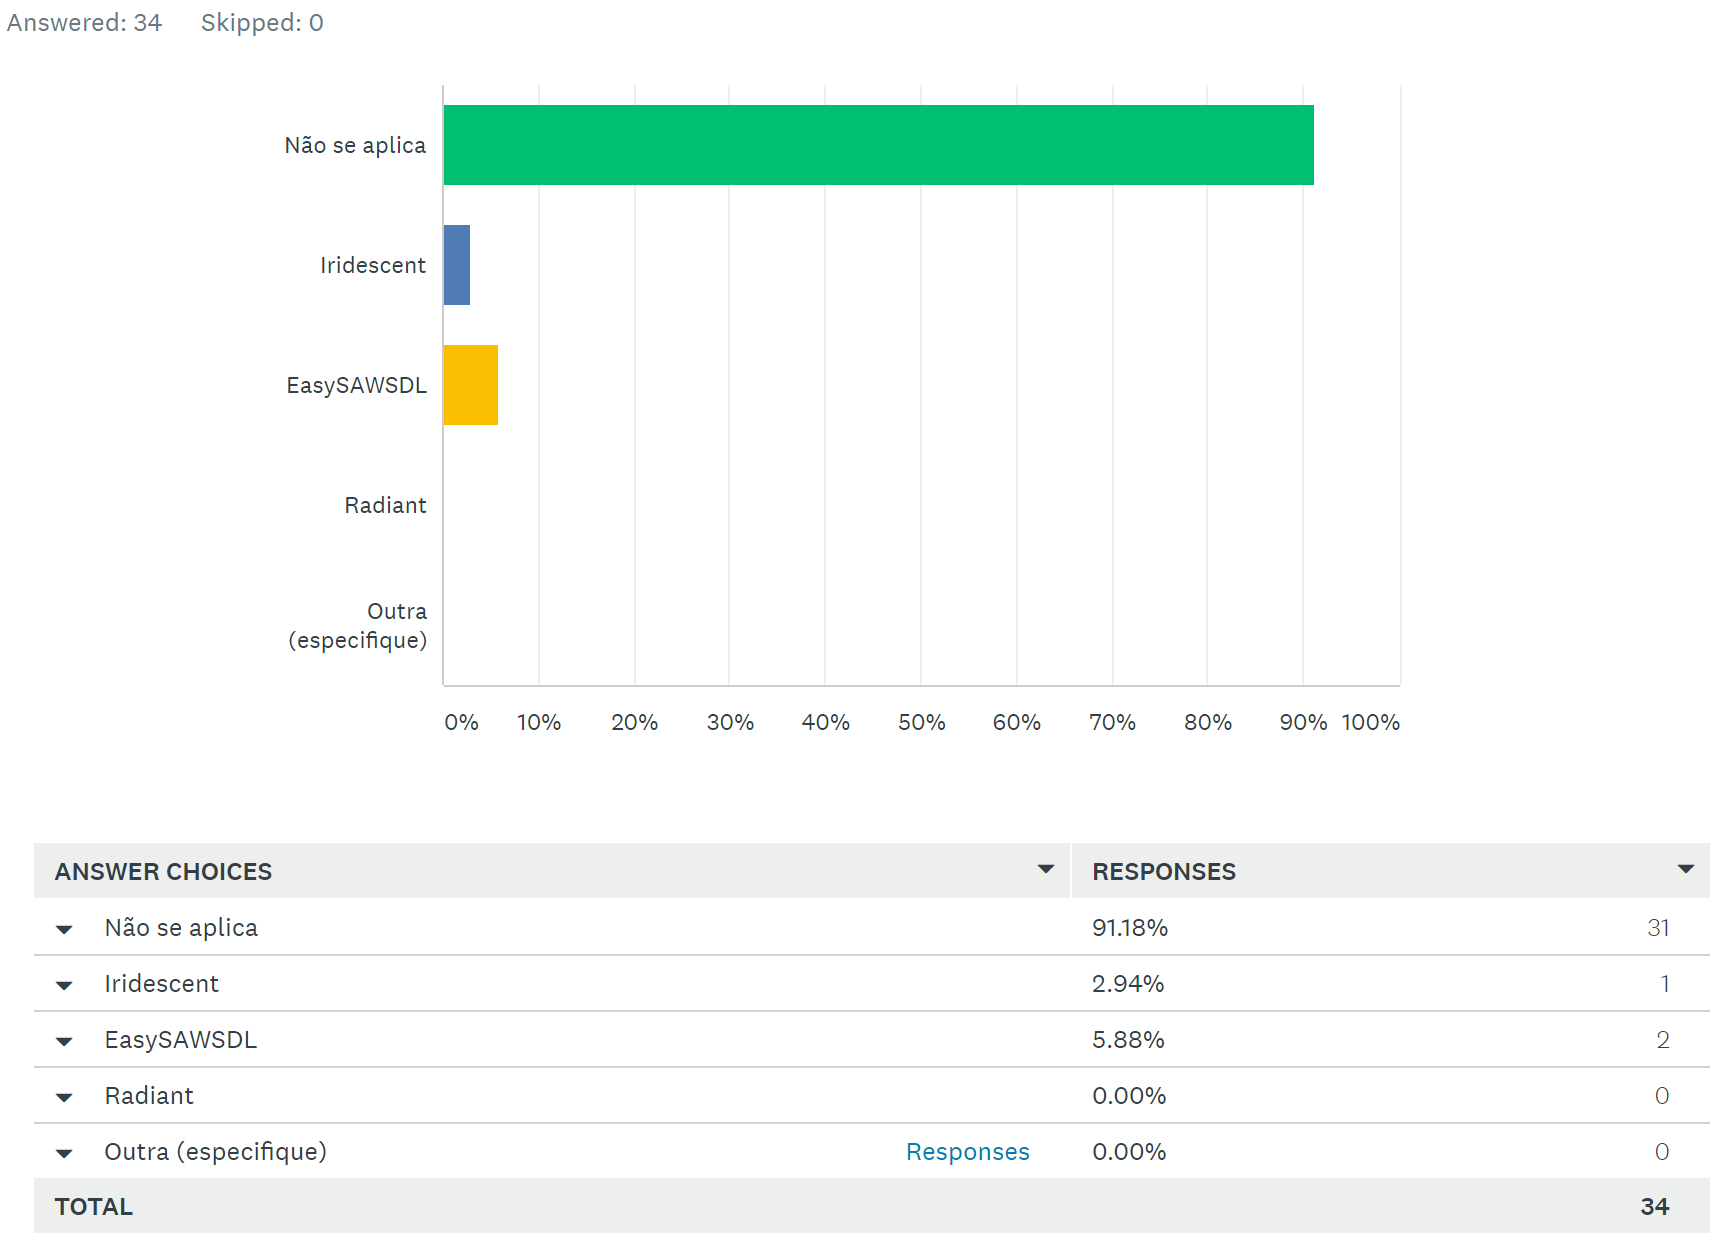 Answered: 34 Skipped: 0
Não se aplica
Iridescent
EasySAWSDL
Radiant
Outra
(especifique)
0% 10% 20% 30% 40% 50% 60% 70% 80% 90% 100%
ANSWER CHOICES RESPONSES
Não se aplica 91.18% 31
Iridescent 2.94% 1
EasySAWSDL 5.88% 2
Radiant 0.00% 0
Outra (especifique) Responses 0.00% 0
TOTAL 34